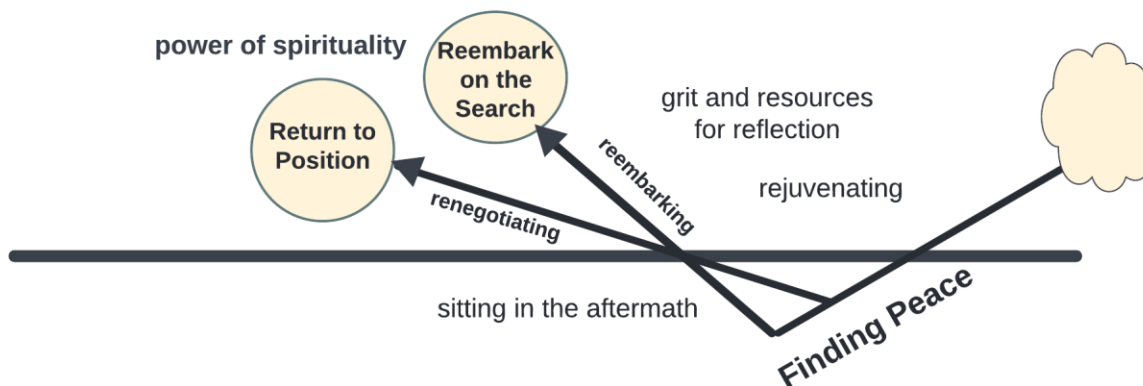 power of spirituality
Reembark
on the
Search
Return to
Position
grit and resources
for reflection
rejuvenating
reembarking
renegotiating
sitting in the aftermath
Finding Peace